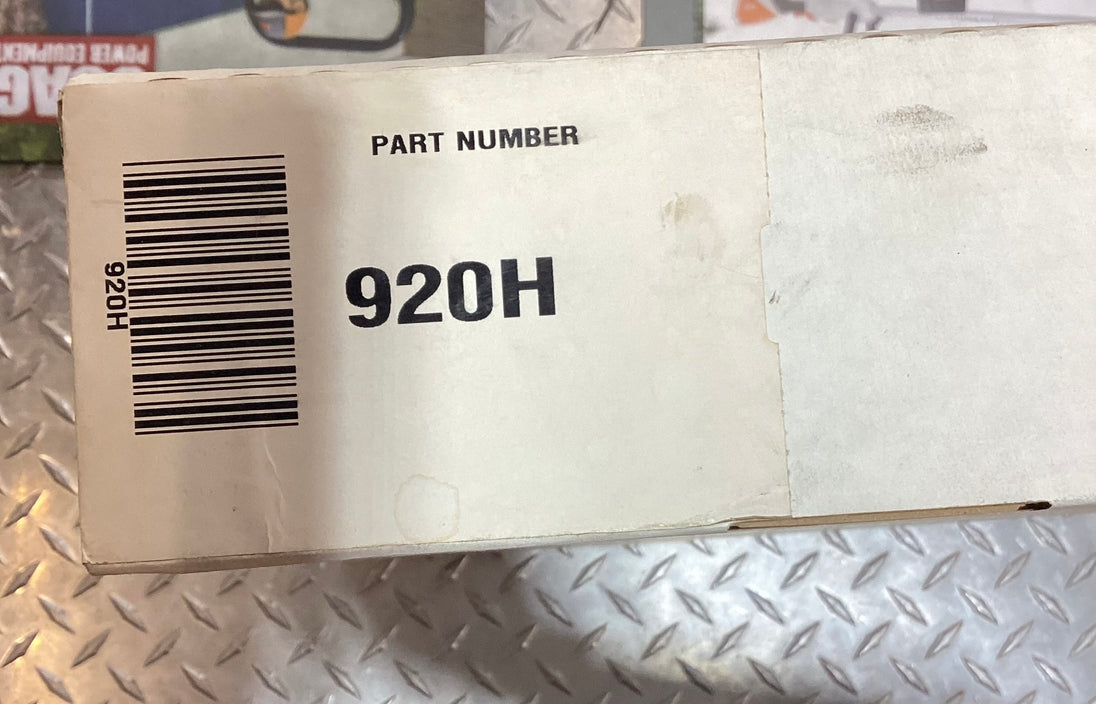 PART NUMBER
920H
920H
POWER EQUIPMENT